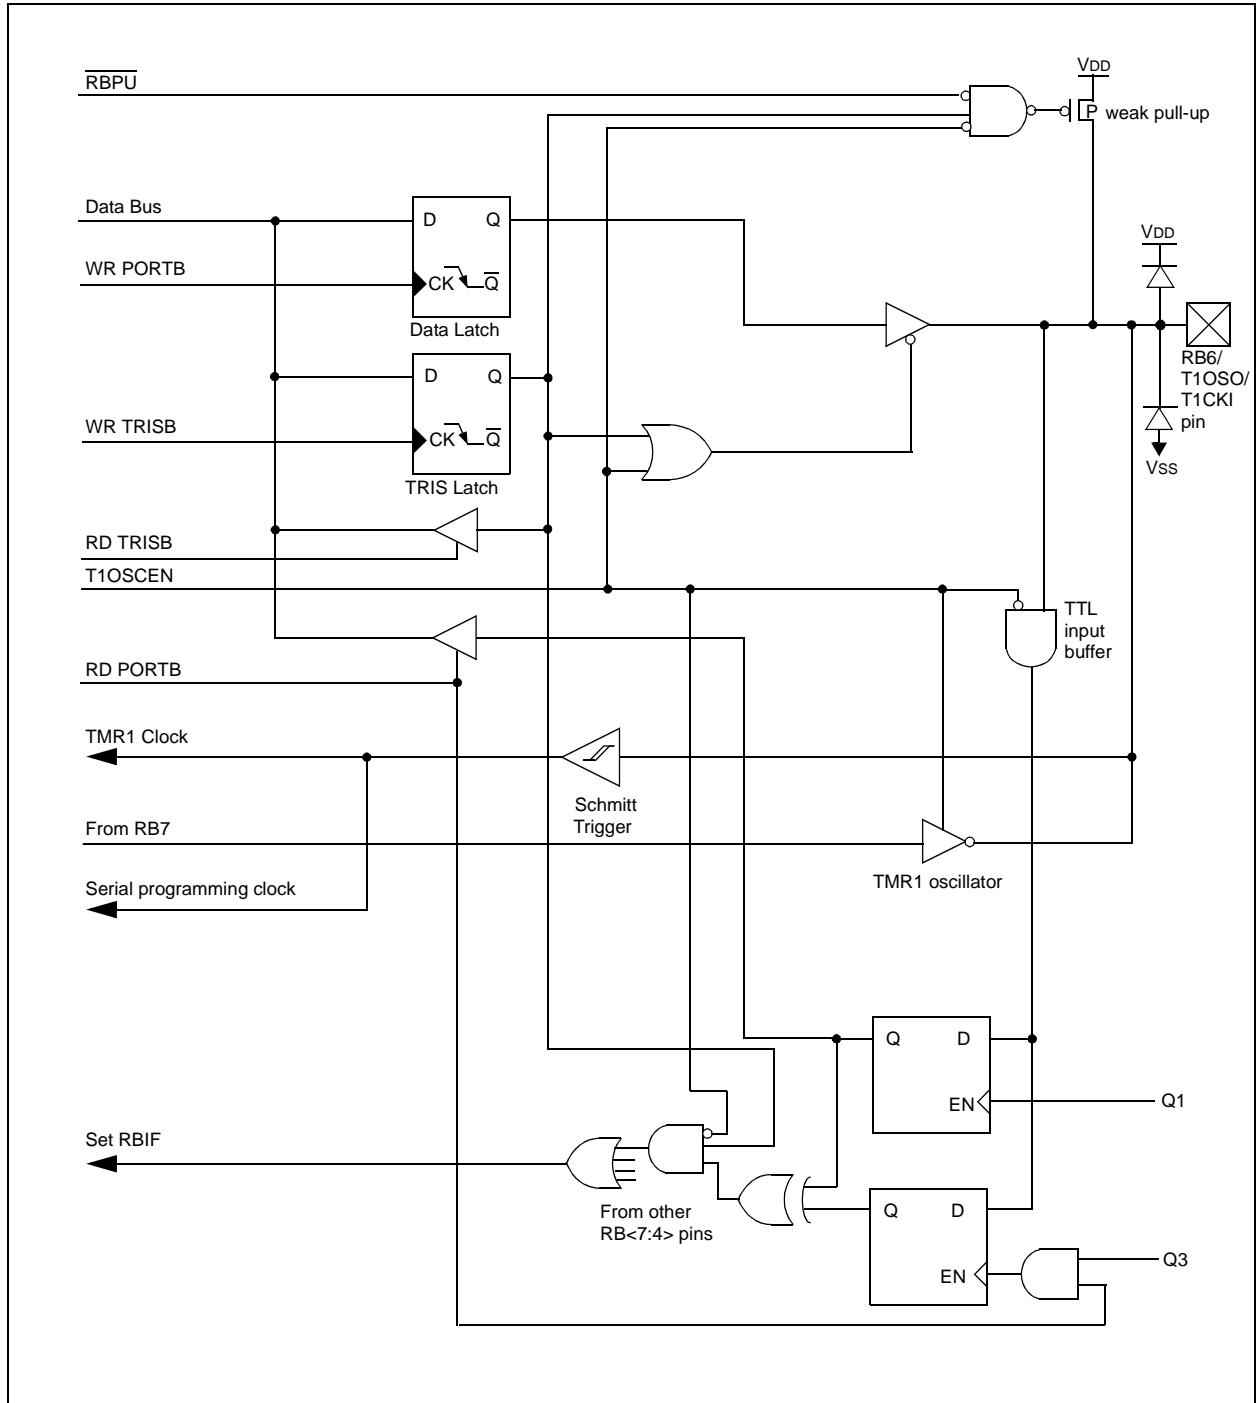 RBPU
VDD
P weak pull-up
Data Bus
D Q
VDD
WR PORTB
CK Q
Data Latch
D Q
RB6/
T1OSO/
T1CKI
pin
WR TRISB
CK Q
VSS
TRIS Latch
RD TRISB
T1OSCEN
TTL
input
buffer
RD PORTB
TMR1 Clock
Schmitt
Trigger
From RB7
TMR1 oscillator
Serial programming clock
Q D
EN
Q1
Set RBIF
From other
RB<7:4> pins
Q D
EN
Q3